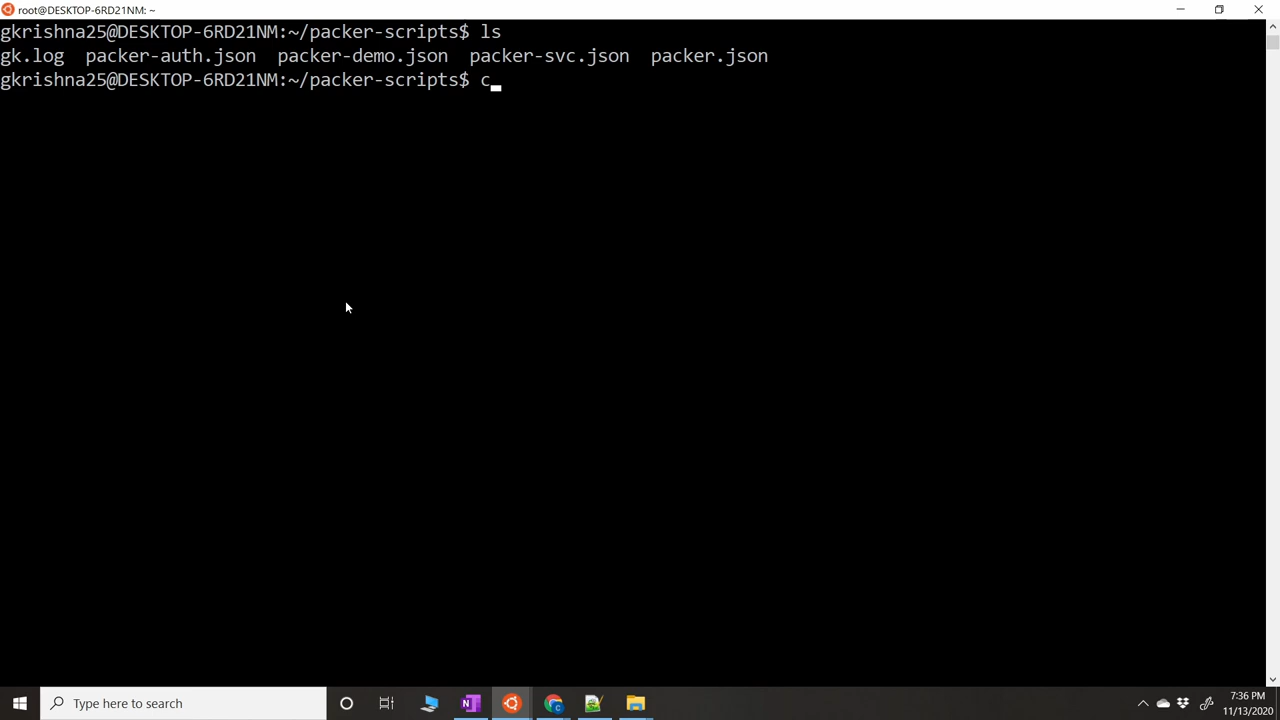 root@DESKTOP-6RD21NM: ~
gkrishna25@DESKTOP-6RD21NM:~/packer-scripts$ ls
gk.log  packer-auth.json  packer-demo.json  packer-svc.json  packer.json
gkrishna25@DESKTOP-6RD21NM:~/packer-scripts$ c
Type here to search
7:36 PM
11/13/2020